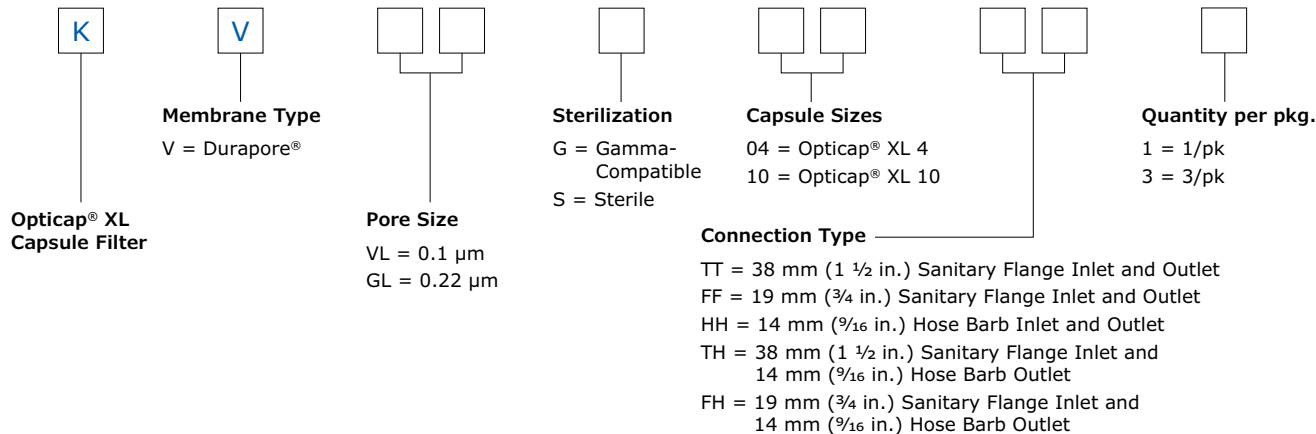 K
V
Membrane Type
V = Durapore®
Sterilization
G = Gamma-
Compatible
S = Sterile
Capsule Sizes
04 = Opticap® XL 4
10 = Opticap® XL 10
Quantity per pkg.
1 = 1/pk
3 = 3/pk
Opticap® XL
Capsule Filter
Pore Size
VL = 0.1 µm
GL = 0.22 µm
Connection Type
TT = 38 mm (1 ½ in.) Sanitary Flange Inlet and Outlet
FF = 19 mm (¾ in.) Sanitary Flange Inlet and Outlet
HH = 14 mm (⁹⁄₁₆ in.) Hose Barb Inlet and Outlet
TH = 38 mm (1 ½ in.) Sanitary Flange Inlet and
14 mm (⁹⁄₁₆ in.) Hose Barb Outlet
FH = 19 mm (¾ in.) Sanitary Flange Inlet and
14 mm (⁹⁄₁₆ in.) Hose Barb Outlet